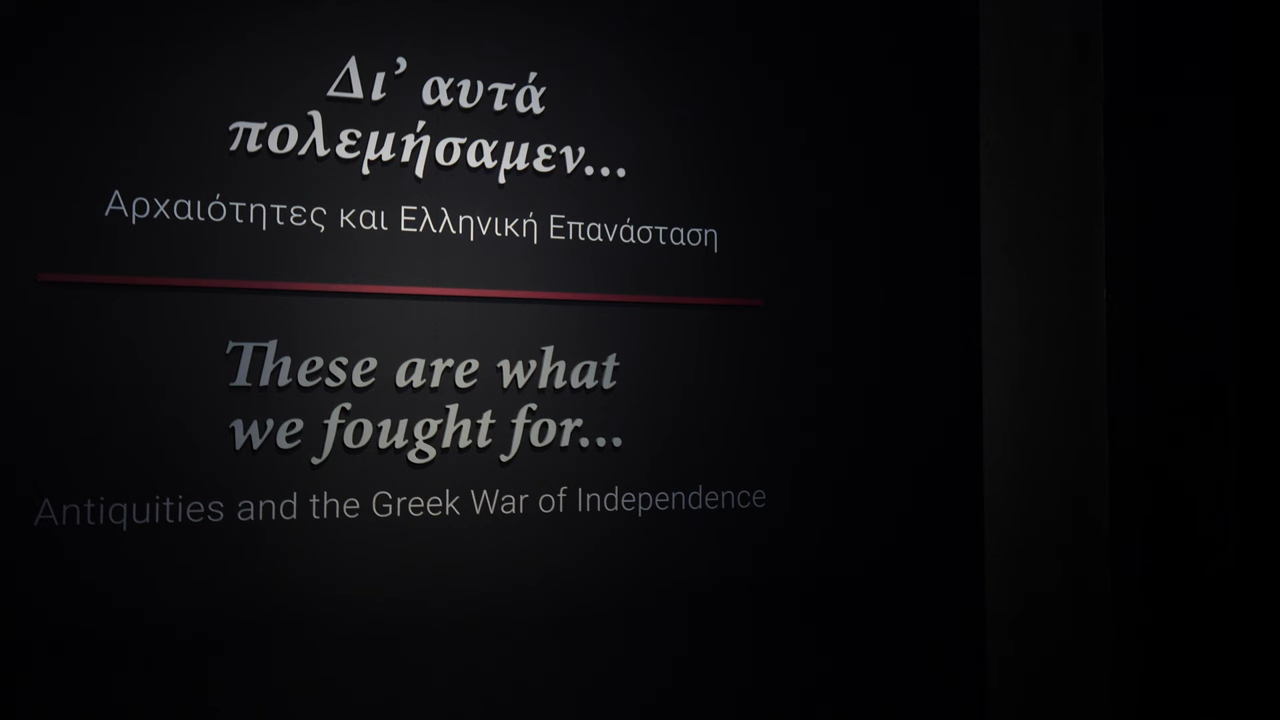 Δι’ αυτά
πολεμήσαμεν...
Αρχαιότητες και Ελληνική Επανάσταση
These are what
we fought for...
Antiquities and the Greek War of Independence